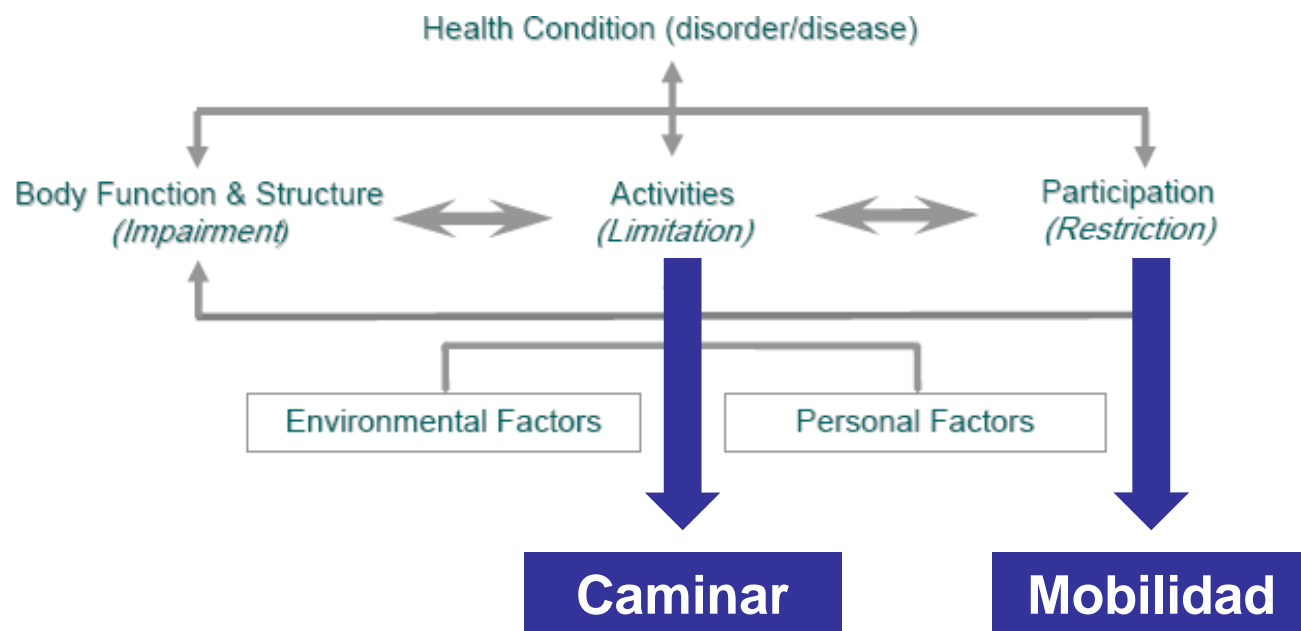 Health Condition (disorder/disease)
Body Function & Structure
(Impairment)
Activities
(Limitation)
Participation
(Restriction)
Environmental Factors
Personal Factors
Caminar
Mobilidad